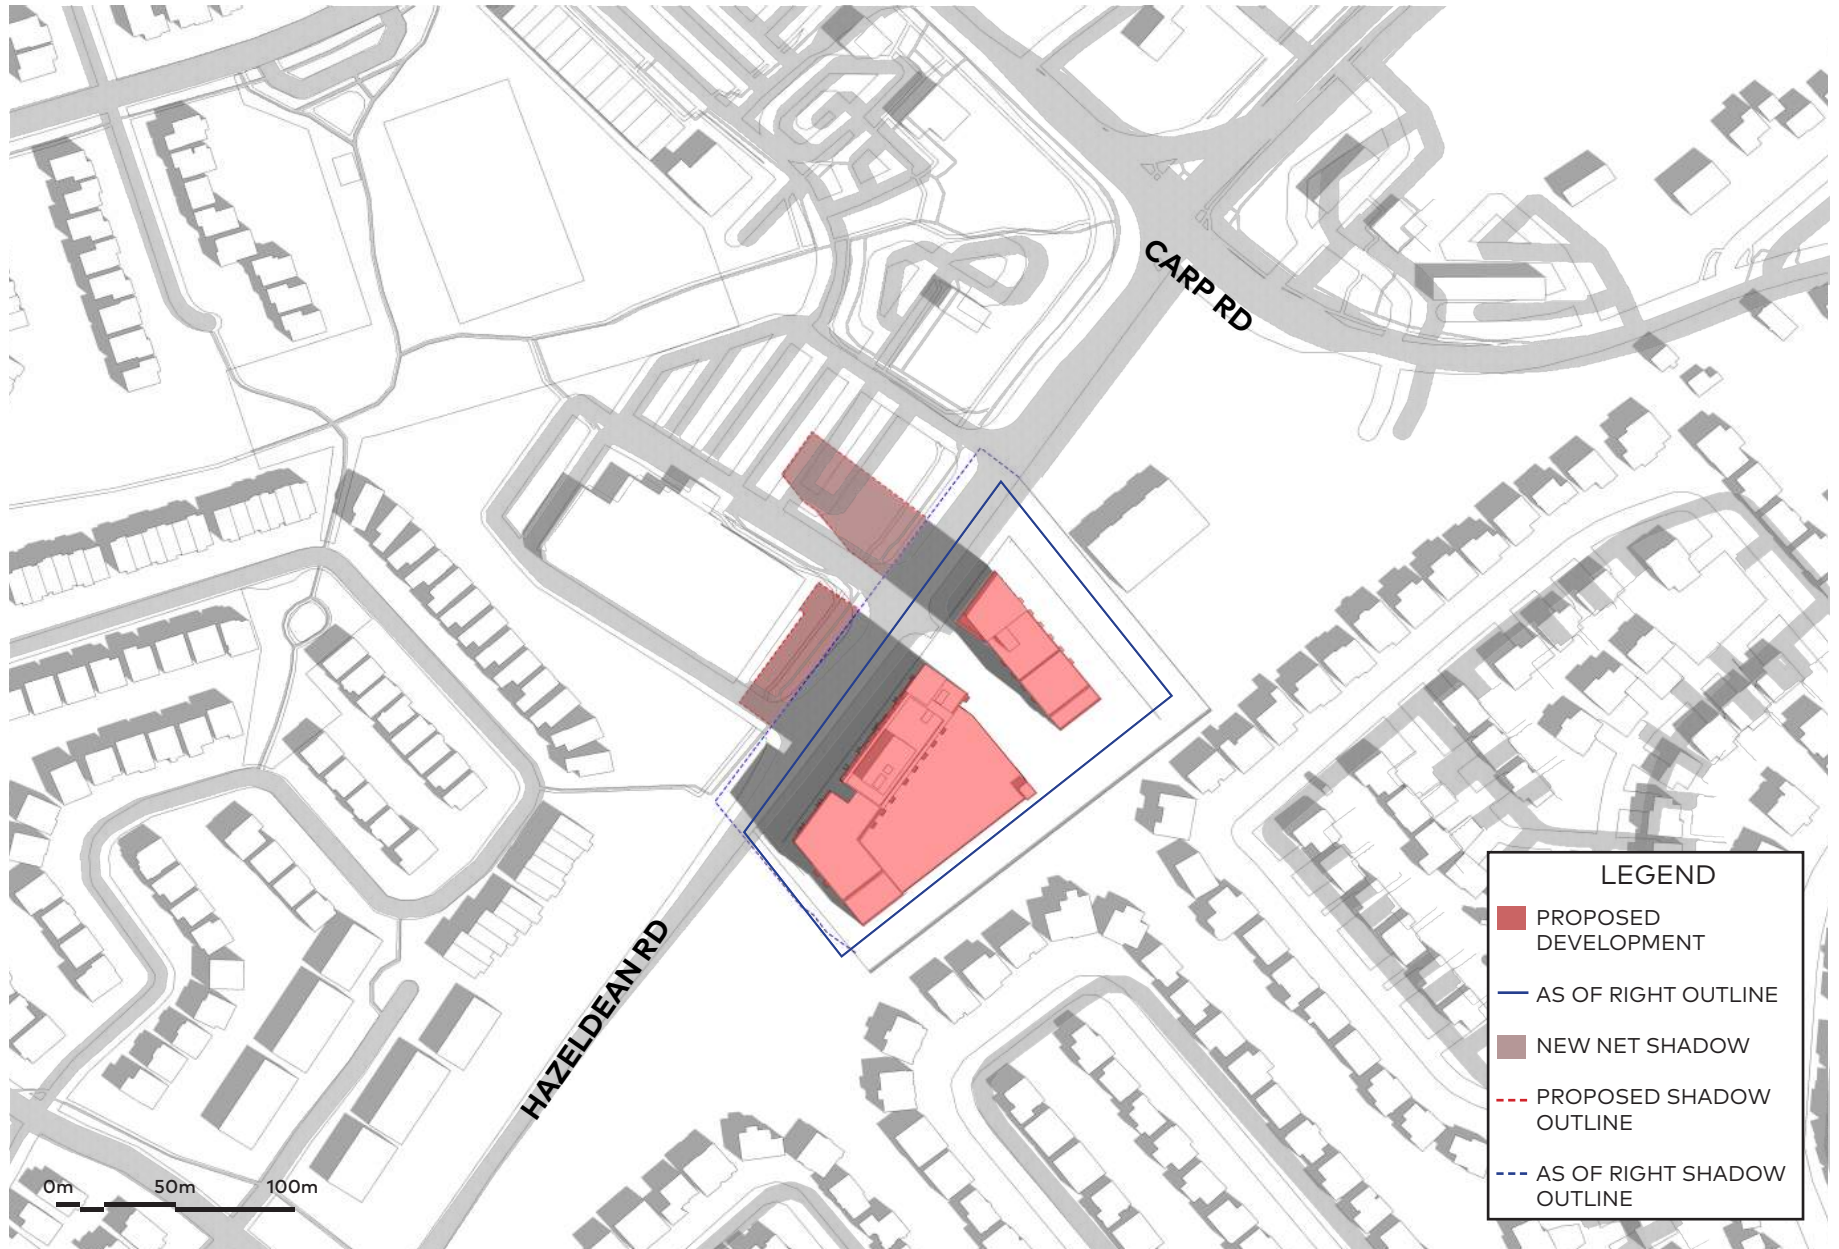 CARP RD
HAZELDEAN RD
0m 50m 100m
LEGEND
PROPOSED
DEVELOPMENT
AS OF RIGHT OUTLINE
NEW NET SHADOW
PROPOSED SHADOW
OUTLINE
AS OF RIGHT SHADOW
OUTLINE